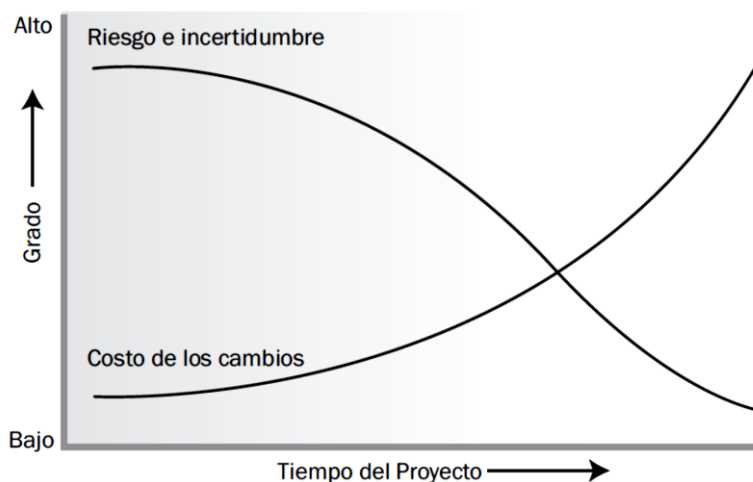 Alto
Riesgo e incertidumbre
Grado
Costo de los cambios
Bajo
Tiempo del Proyecto